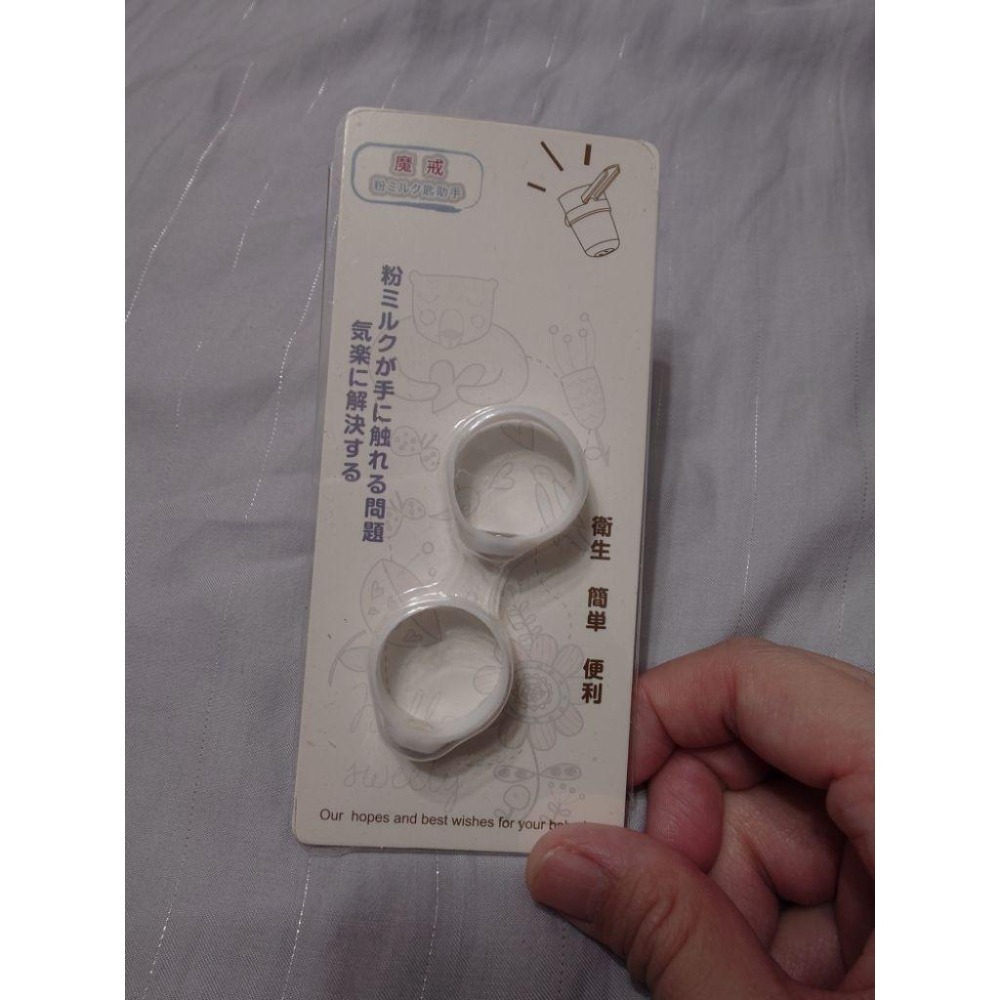 魔戒
粉ミルク匙助手
粉ミルクが手に触れる問題
気楽に解決する
衛生 簡単 便利
sweety
Our hopes and best wishes for your